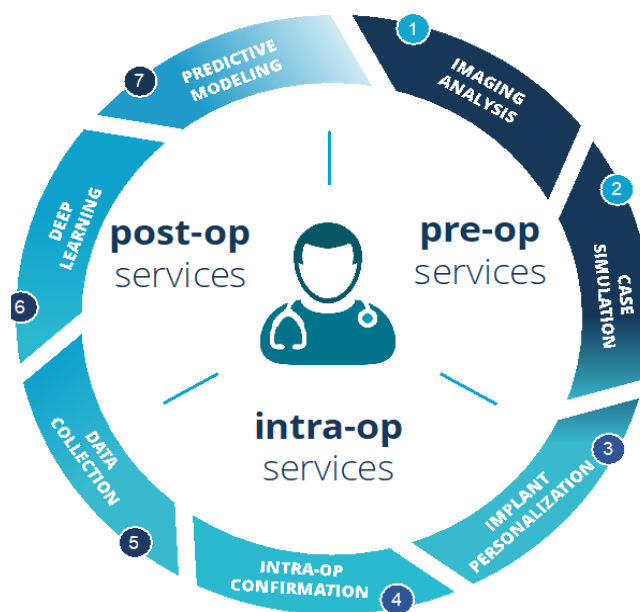 1
IMAGING
ANALYSIS
2
CASE
SIMULATION
3
IMPLANT
PERSONALIZATION
4
INTRA-OP
CONFIRMATION
5
DATA
COLLECTION
6
DEEP
LEARNING
7
PREDICTIVE
MODELING
pre-op
services
intra-op
services
post-op
services